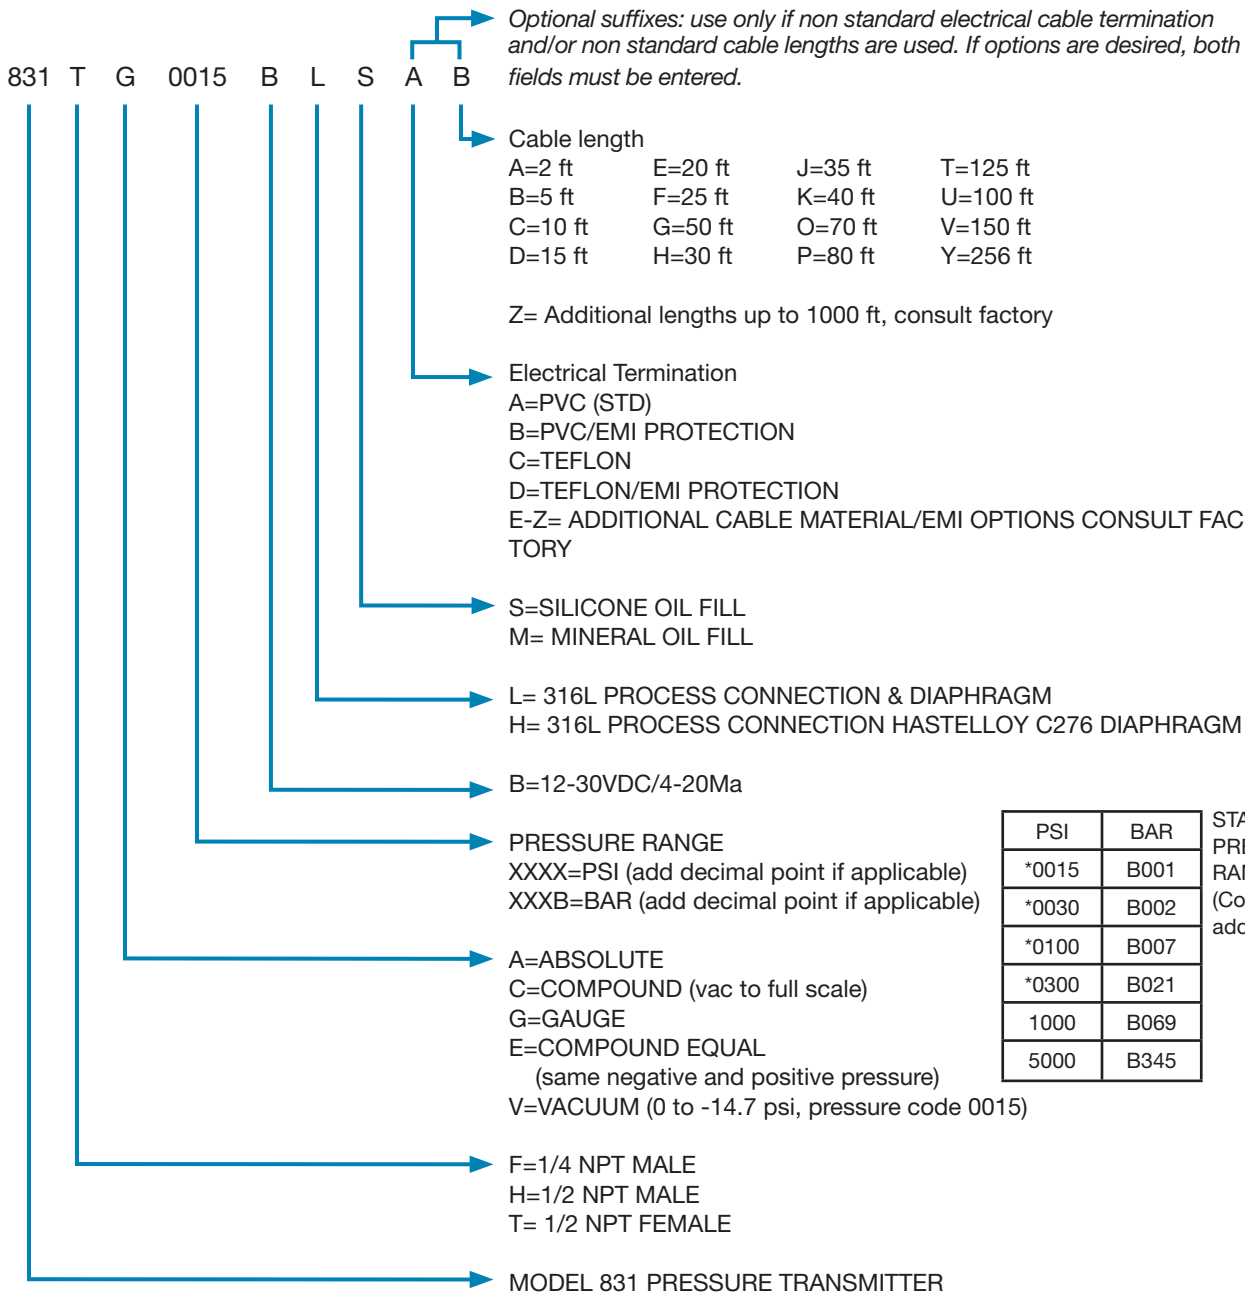 Optional suffixes: use only if non standard electrical cable termination
and/or non standard cable lengths are used. If options are desired, both
fields must be entered.
831 T G 0015 B L S A B
Cable length
A=2 ft E=20 ft J=35 ft T=125 ft
B=5 ft F=25 ft K=40 ft U=100 ft
C=10 ft G=50 ft O=70 ft V=150 ft
D=15 ft H=30 ft P=80 ft Y=256 ft
Z= Additional lengths up to 1000 ft, consult factory
Electrical Termination
A=PVC (STD)
B=PVC/EMI PROTECTION
C=TEFLON
D=TEFLON/EMI PROTECTION
E-Z= ADDITIONAL CABLE MATERIAL/EMI OPTIONS CONSULT FAC
TORY
S=SILICONE OIL FILL
M= MINERAL OIL FILL
L= 316L PROCESS CONNECTION & DIAPHRAGM
H= 316L PROCESS CONNECTION HASTELLOY C276 DIAPHRAGM
B=12-30VDC/4-20Ma
PRESSURE RANGE
XXXX=PSI (add decimal point if applicable)
XXXB=BAR (add decimal point if applicable)
PSI BAR
*0015 B001
*0030 B002
*0100 B007
*0300 B021
1000 B069
5000 B345
A=ABSOLUTE
C=COMPOUND (vac to full scale)
G=GAUGE
E=COMPOUND EQUAL
(same negative and positive pressure)
V=VACUUM (0 to -14.7 psi, pressure code 0015)
F=1/4 NPT MALE
H=1/2 NPT MALE
T= 1/2 NPT FEMALE
MODEL 831 PRESSURE TRANSMITTER